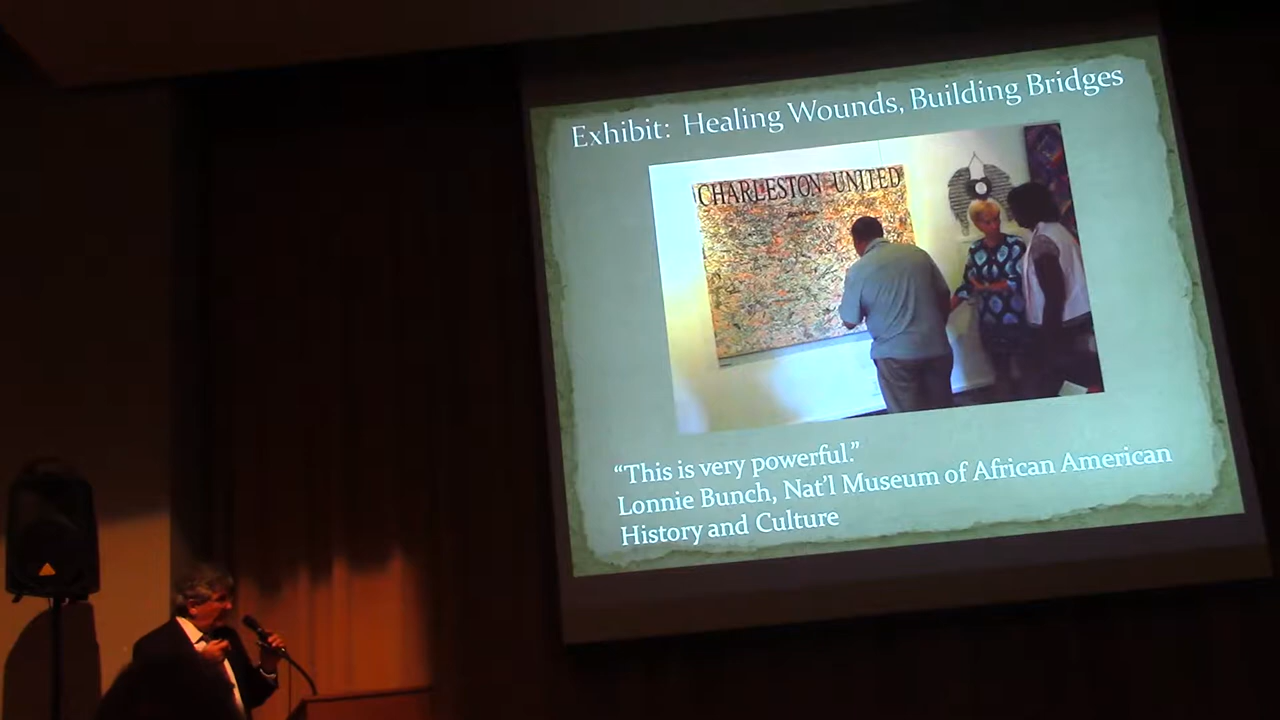 Exhibit: Healing Wounds, Building Bridges
CHARLESTON UNITED
“This is very powerful.”
Lonnie Bunch, Nat’l Museum of African American
History and Culture